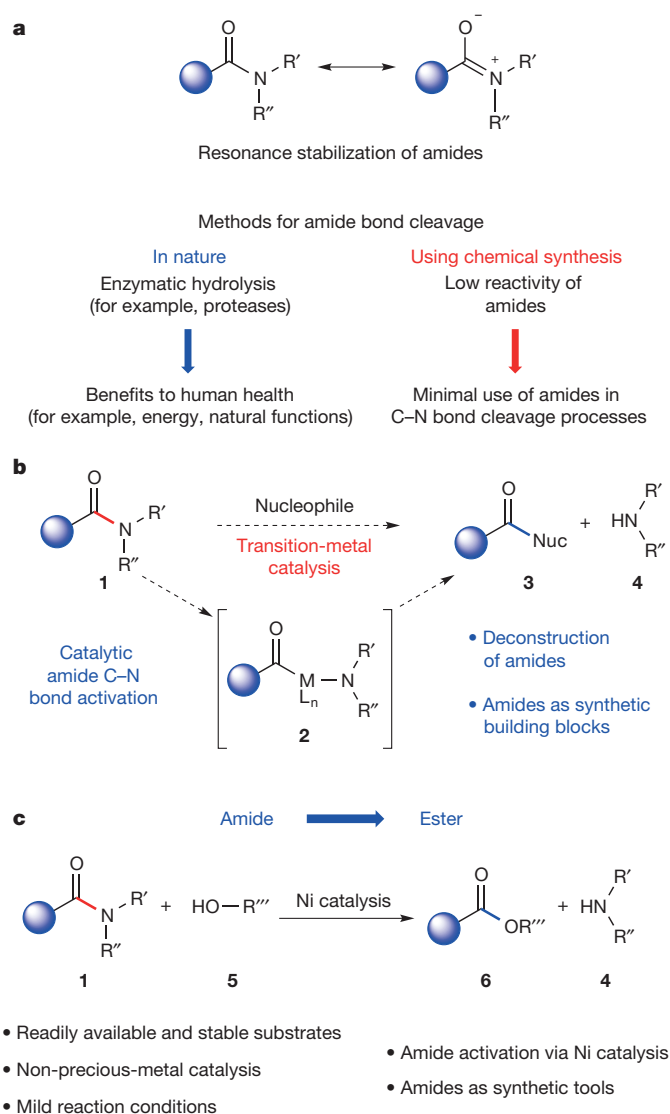 a
O
N
R′
R″
O
−
+
N
R′
R″
Resonance stabilization of amides
Methods for amide bond cleavage
In nature
Enzymatic hydrolysis
(for example, proteases)
Benefits to human health
(for example, energy, natural functions)
Using chemical synthesis
Low reactivity of
amides
Minimal use of amides in
C–N bond cleavage processes
b
O
N
R′
R″
1
Nucleophile
Transition-metal
catalysis
O
Nuc
3
+
HN
R′
R″
4
Catalytic
amide C–N
bond activation
O
M
Ln
N
R′
R″
2
• Deconstruction
of amides
• Amides as synthetic
building blocks
c
Amide
Ester
O
N
R′
R″
1
+
HO R‴
5
Ni catalysis
O
OR‴
6
+
HN
R′
R″
4
• Readily available and stable substrates
• Non-precious-metal catalysis
• Mild reaction conditions
• Amide activation via Ni catalysis
• Amides as synthetic tools